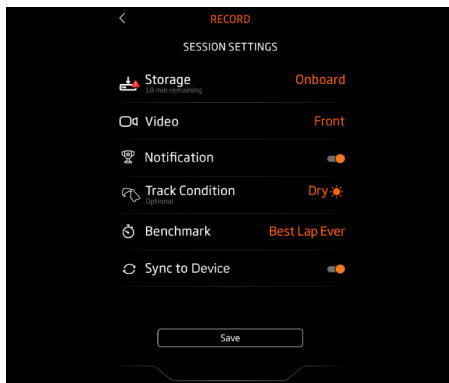 RECORD
SESSION SETTINGS
Storage Onboard
10 min remaining
Video Front
Notification
Track Condition Dry
Optional
Benchmark Best Lap Ever
Sync to Device
Save